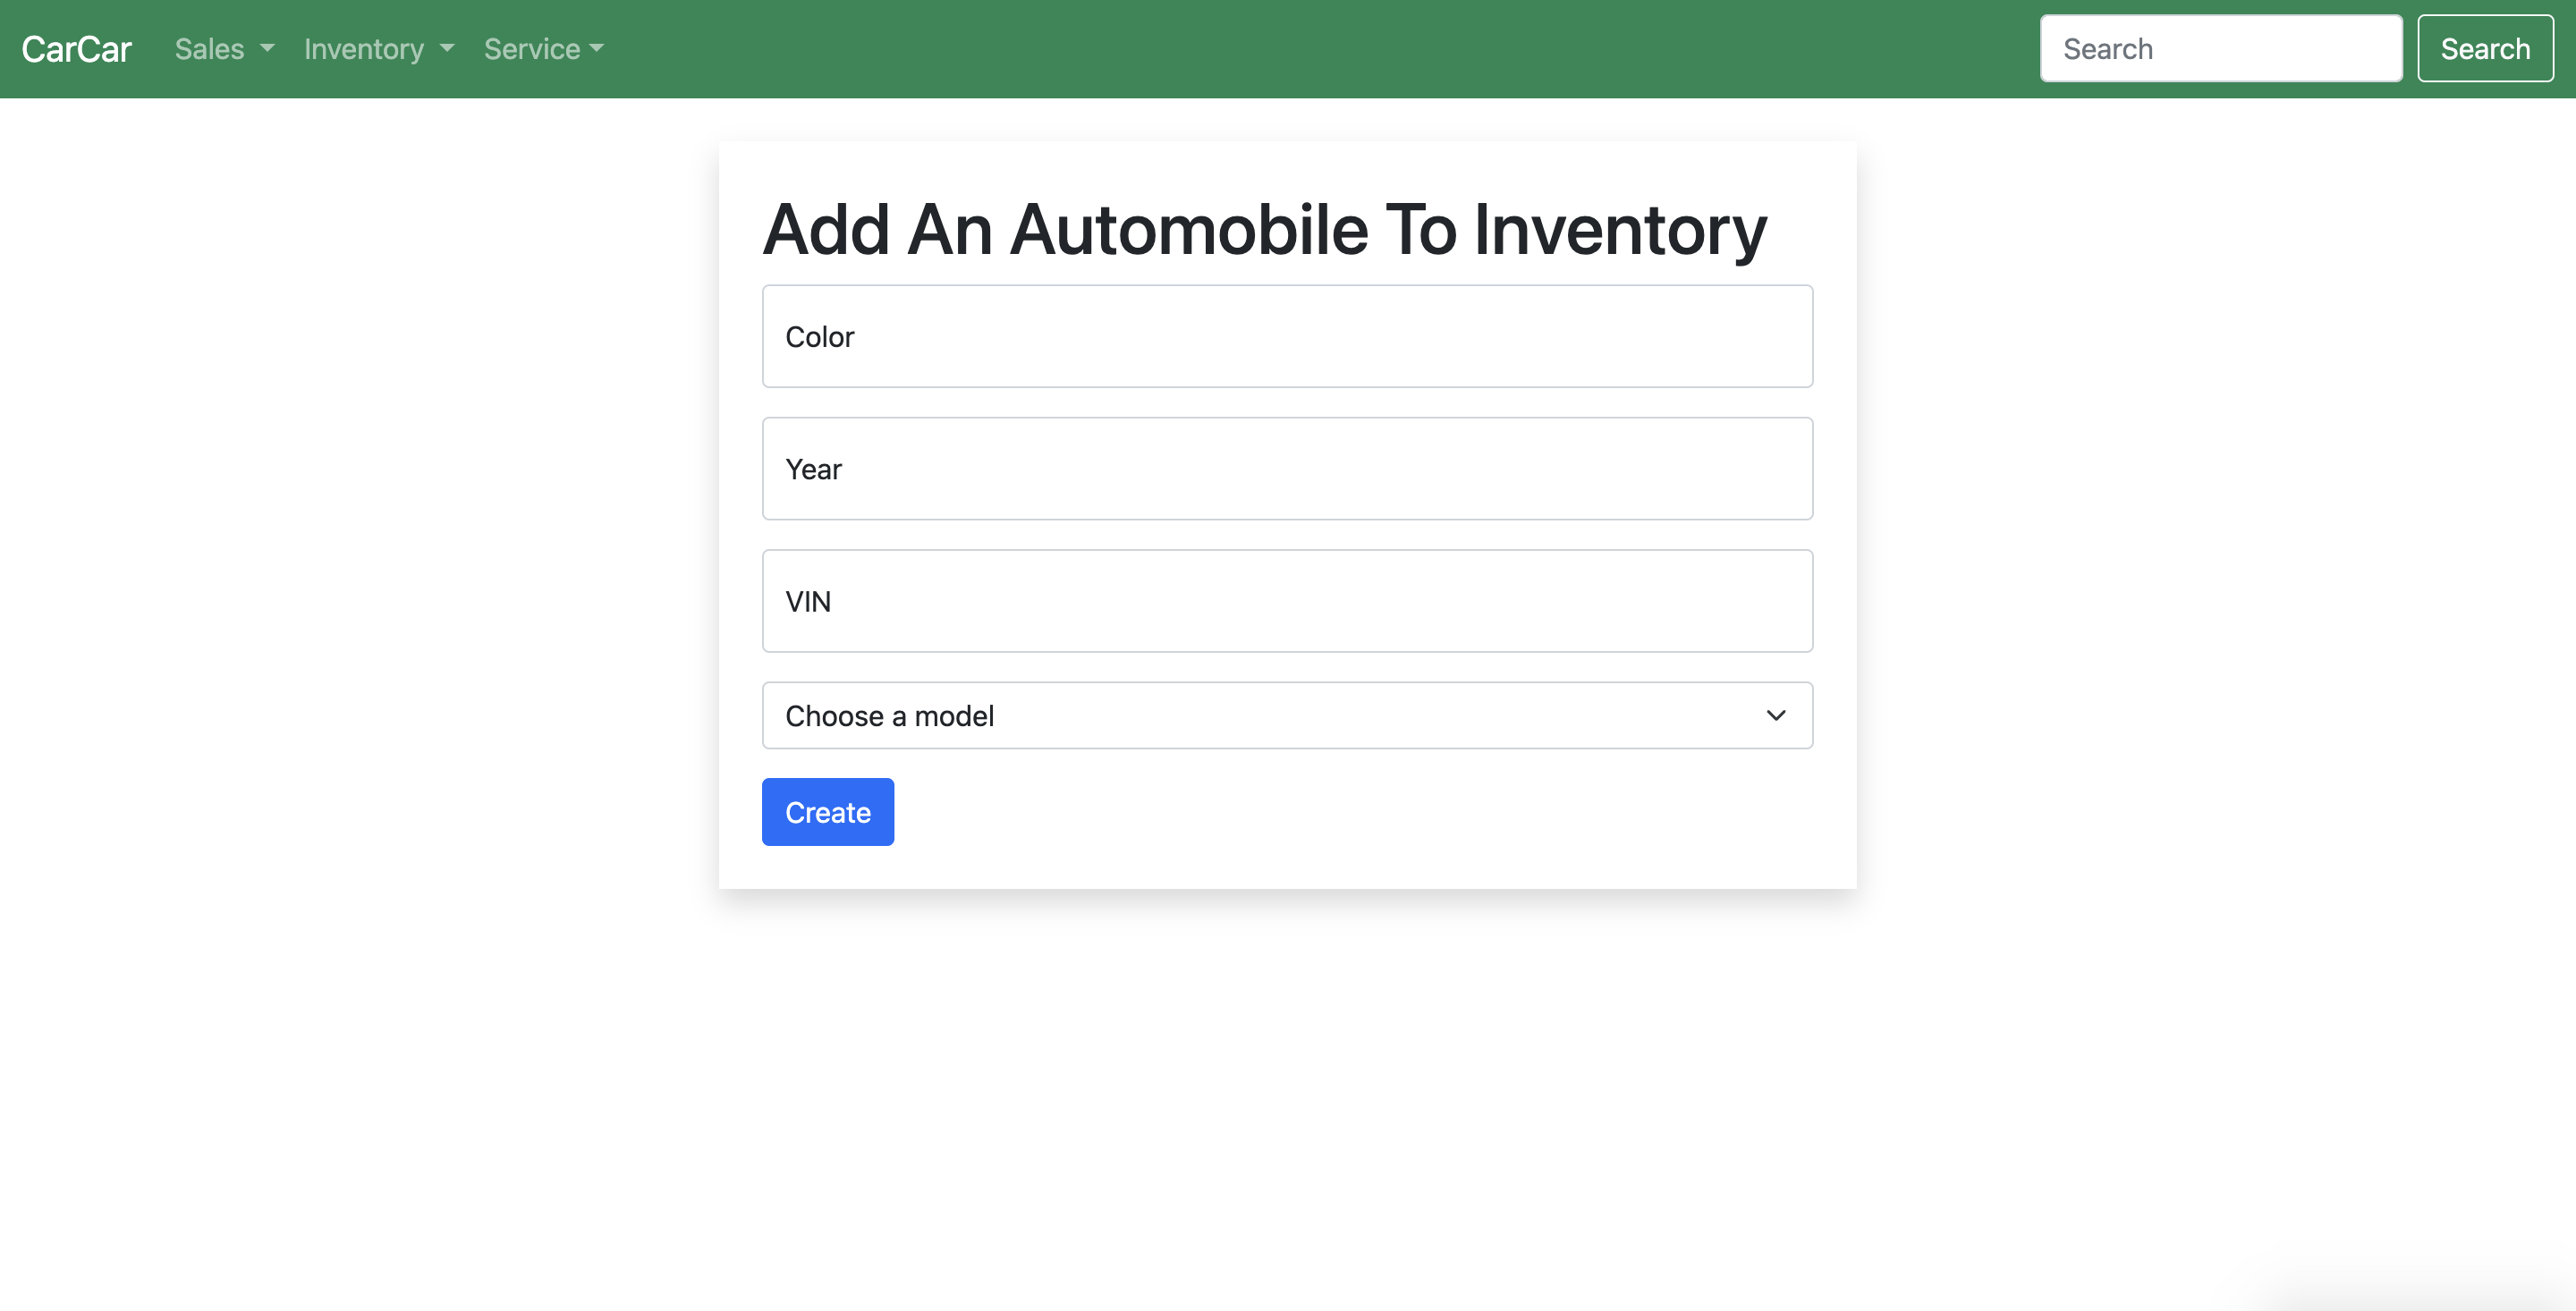 CarCar Sales Inventory Service Search Search
Add An Automobile To Inventory
Color
Year
VIN
Choose a model
Create